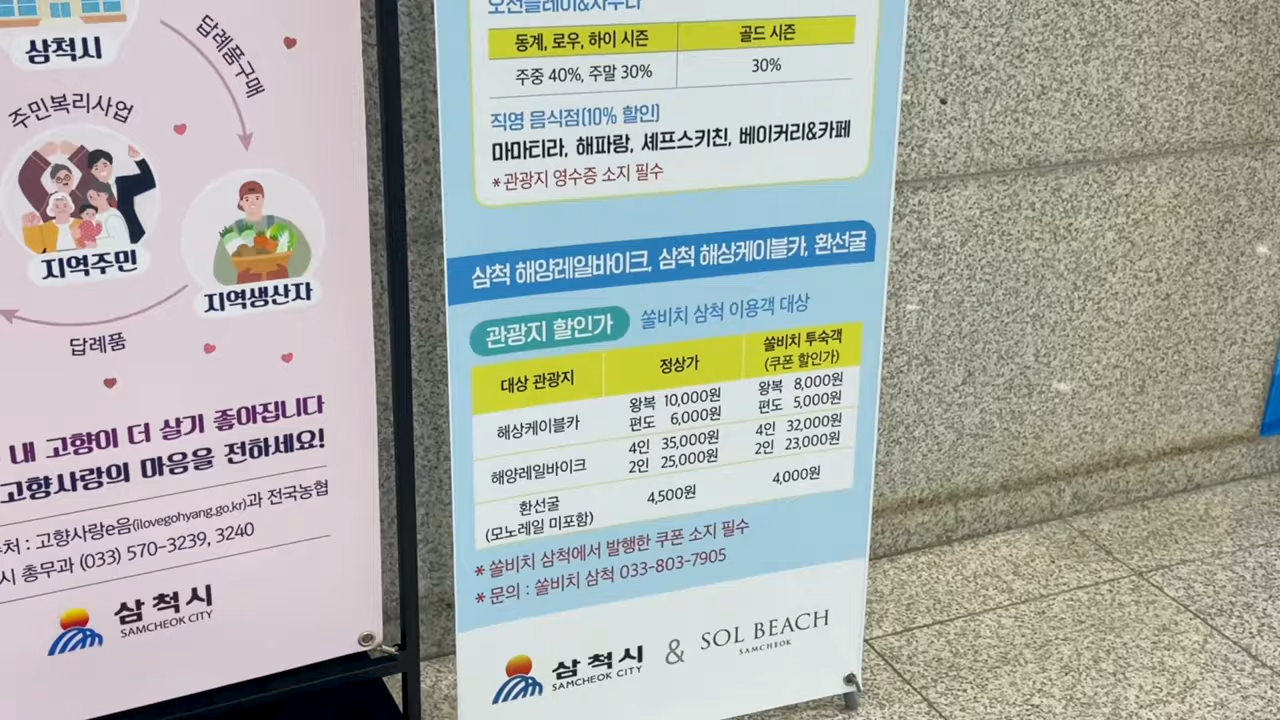 삼척시
답례품구매
주민복리사업
지역주민
지역생산자
답례품
내 고향이 더 살기 좋아집니다
고향사랑의 마음을 전하세요!
처 : 고향사랑e음(ilovegohyang.go.kr)과 전국농협
시 총무과 (033) 570-3239, 3240
삼척시
SAMCHEOK CITY
동계, 로우, 하이 시즌 골드 시즌
주중 40%, 주말 30% 30%
직영 음식점(10% 할인)
마마티라, 해파랑, 셰프스키친, 베이커리&카페
*관광지 영수증 소지 필수
삼척 해양레일바이크, 삼척 해상케이블카, 환선굴
관광지 할인가 쏠비치 삼척 이용객 대상
대상 관광지 정상가 쏠비치 투숙객
(쿠폰 할인가)
해상케이블카 왕복 10,000원 왕복 8,000원
편도 6,000원 편도 5,000원
해양레일바이크 4인 35,000원 4인 32,000원
2인 25,000원 2인 23,000원
환선굴 4,500원 4,000원
(모노레일 미포함)
* 쏠비치 삼척에서 발행한 쿠폰 소지 필수
* 문의 : 쏠비치 삼척 033-803-7905
삼척시 & SOL BEACH
SAMCHEOK CITY SAMCHEOK